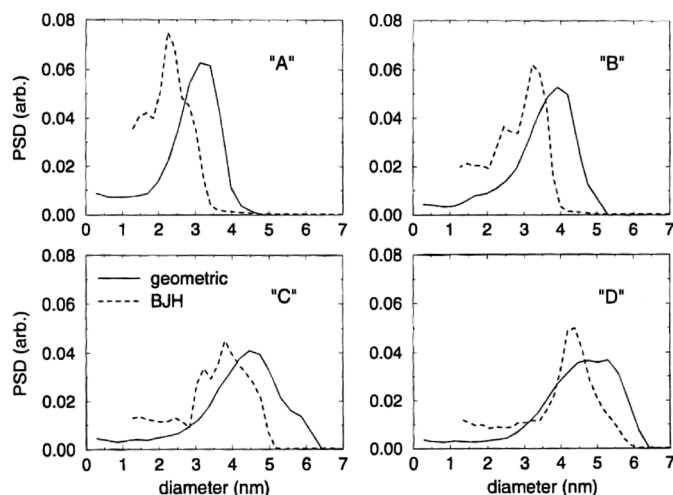 0.08 0.08
"A" "B"
0.06 0.06
PSD (arb.)
0.04 0.04
0.02 0.02
0.00 0.00
0 1 2 3 4 5 6 7 0 1 2 3 4 5 6 7
0.08 0.08
geometric "C" "D"
BJH
0.06 0.06
PSD (arb.)
0.04 0.04
0.02 0.02
0.00 0.00
0 1 2 3 4 5 6 7 0 1 2 3 4 5 6 7
diameter (nm) diameter (nm)